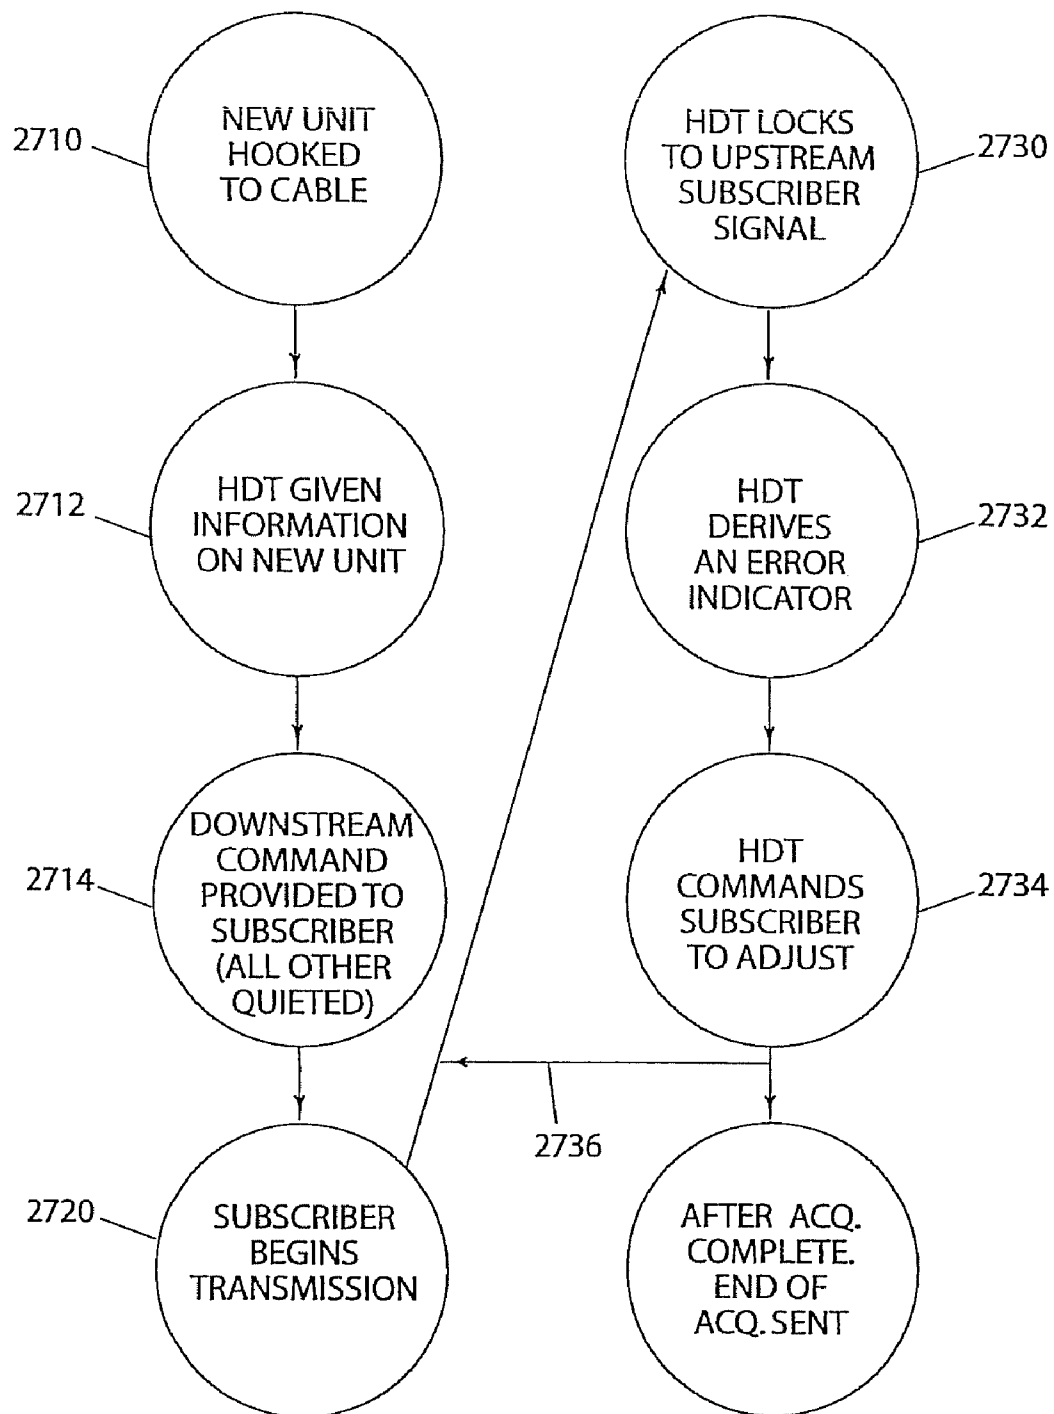 2710
NEW UNIT
HOOKED
TO CABLE
2712
HDT GIVEN
INFORMATION
ON NEW UNIT
2714
DOWNSTREAM
COMMAND
PROVIDED TO
SUBSCRIBER
(ALL OTHER
QUIETED)
2720
SUBSCRIBER
BEGINS
TRANSMISSION
HDT LOCKS
TO UPSTREAM
SUBSCRIBER
SIGNAL
2730
HDT
DERIVES
AN ERROR
INDICATOR
2732
HDT
COMMANDS
SUBSCRIBER
TO ADJUST
2734
2736
AFTER ACQ.
COMPLETE.
END OF
ACQ. SENT